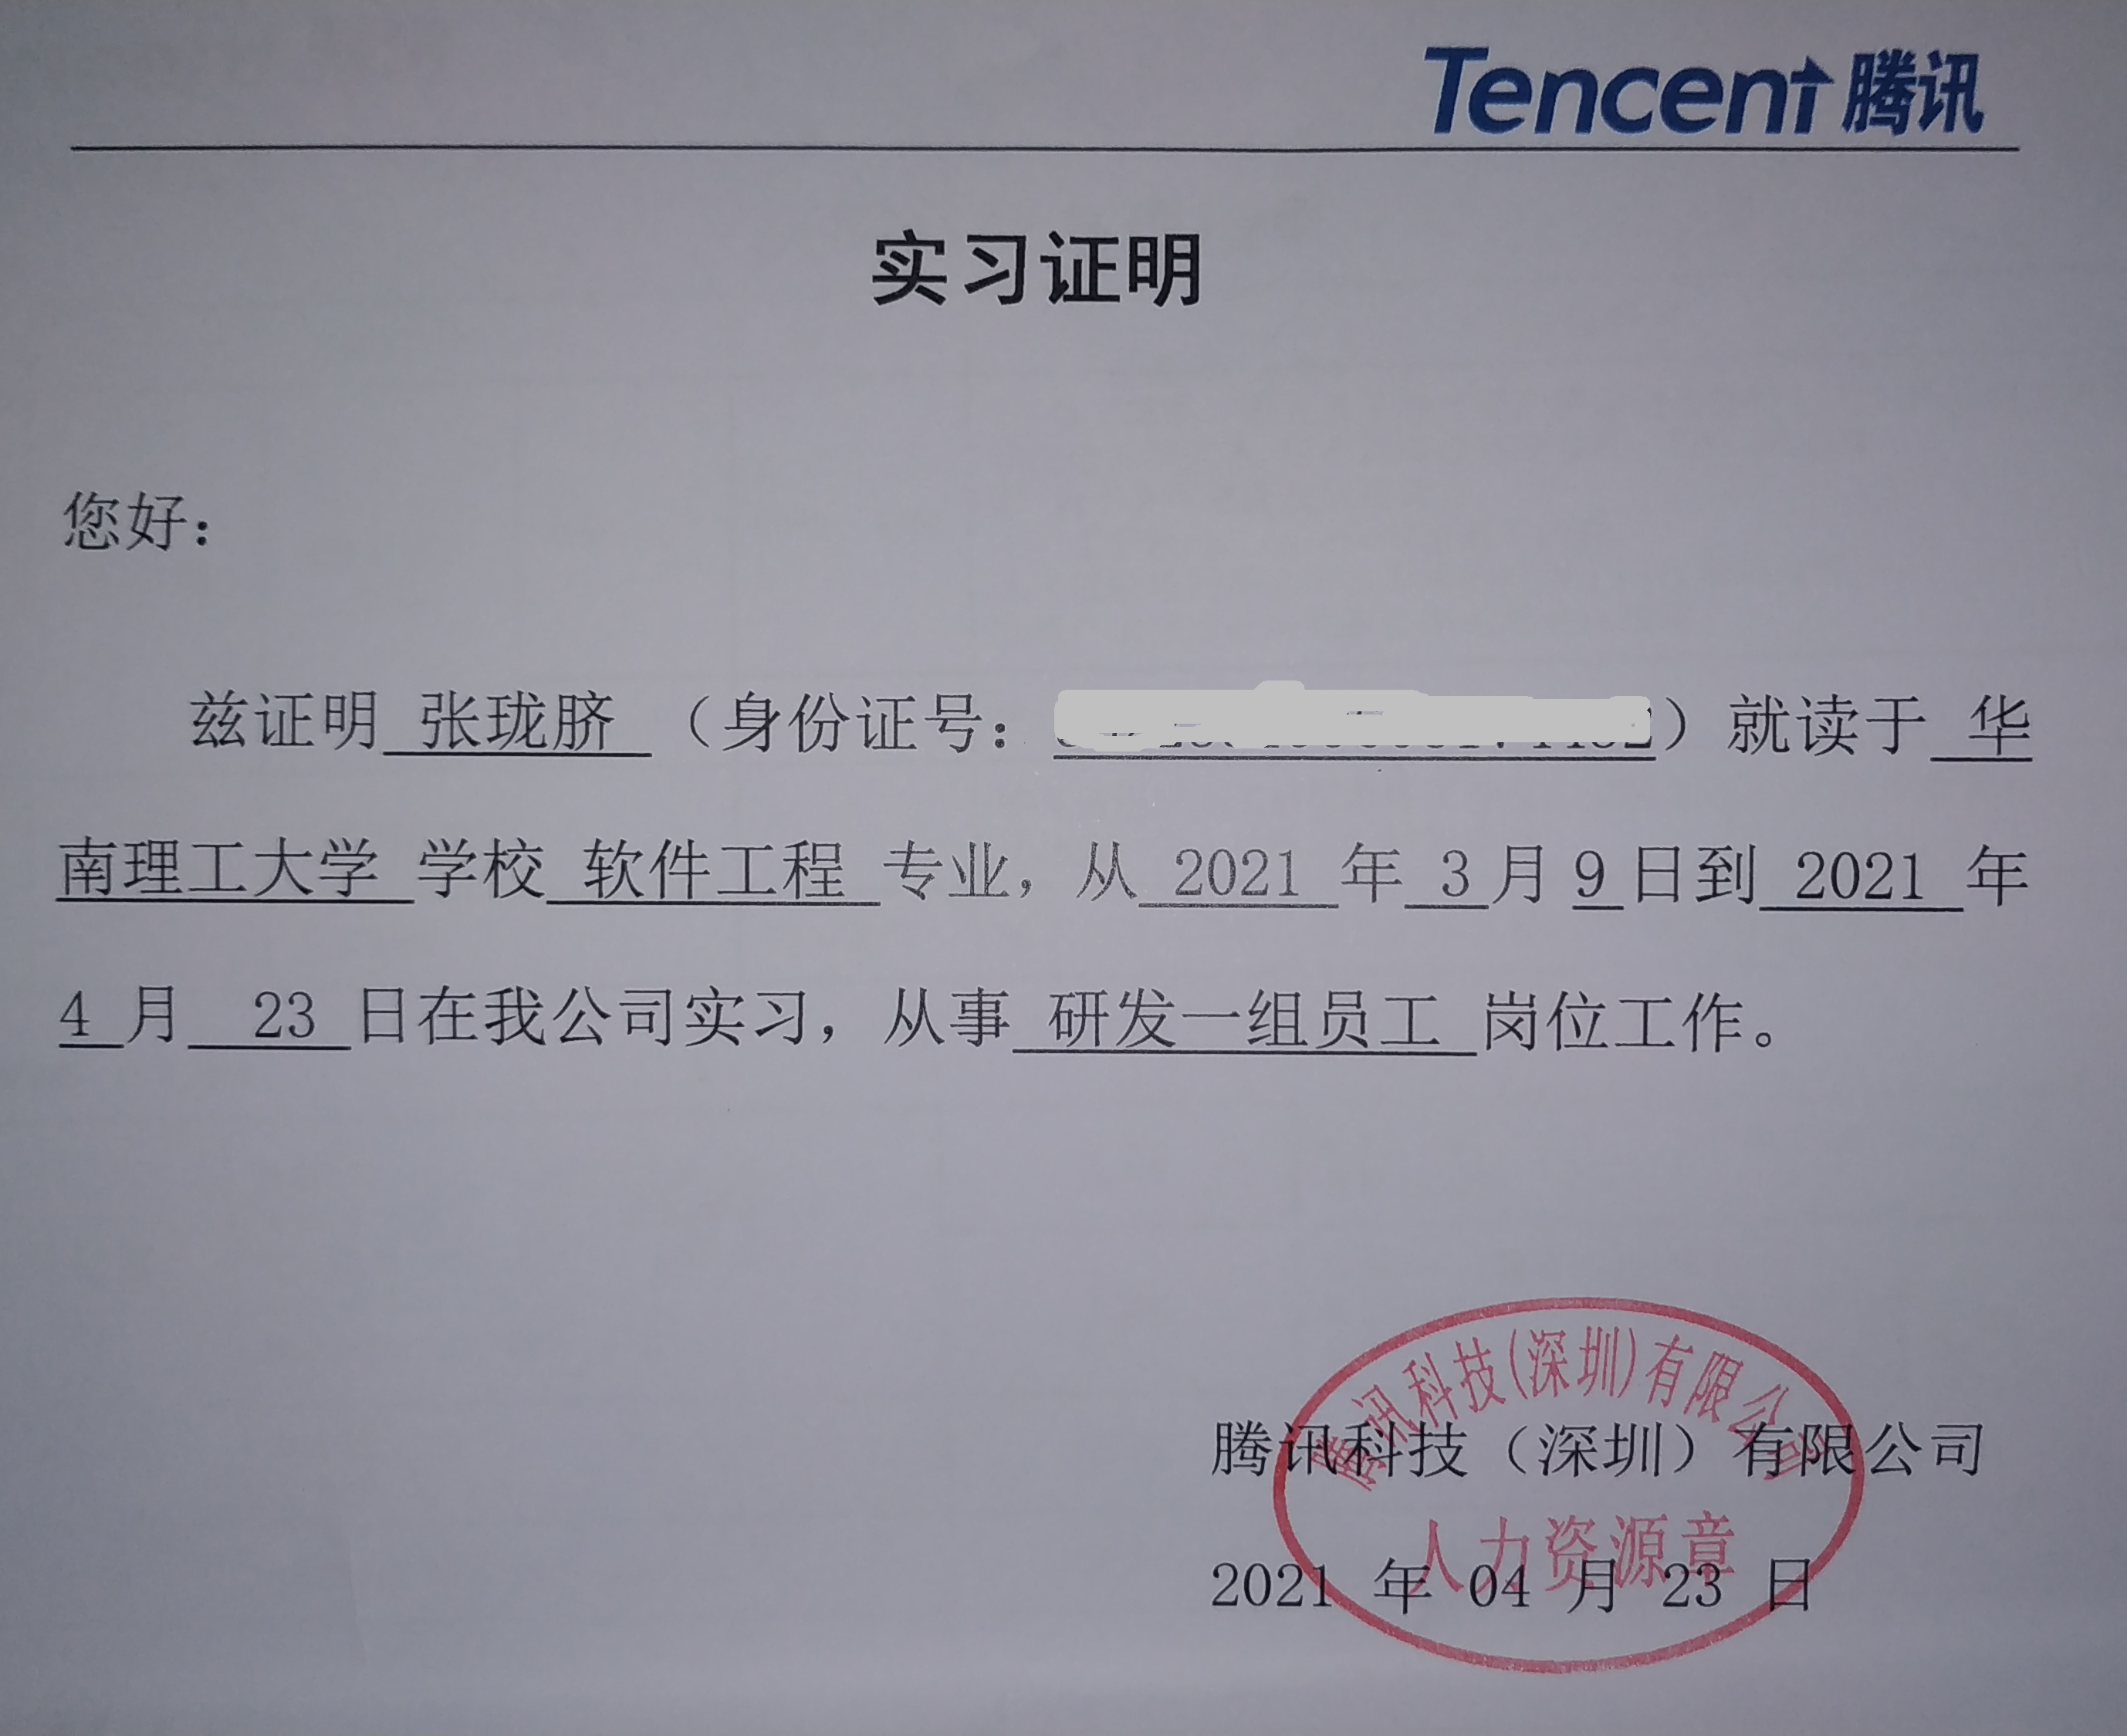 Tencent 腾讯
实习证明
您好：
兹证明 张珑脐 （身份证号： ）就读于 华
南理工大学 学校 软件工程 专业，从 2021 年 3 月 9 日到 2021 年
4 月 23 日在我公司实习，从事 研发一组员工 岗位工作。
腾讯科技(深圳)有限公司
腾讯科技（深圳）有限公司
人力资源章
2021 年 04 月 23 日